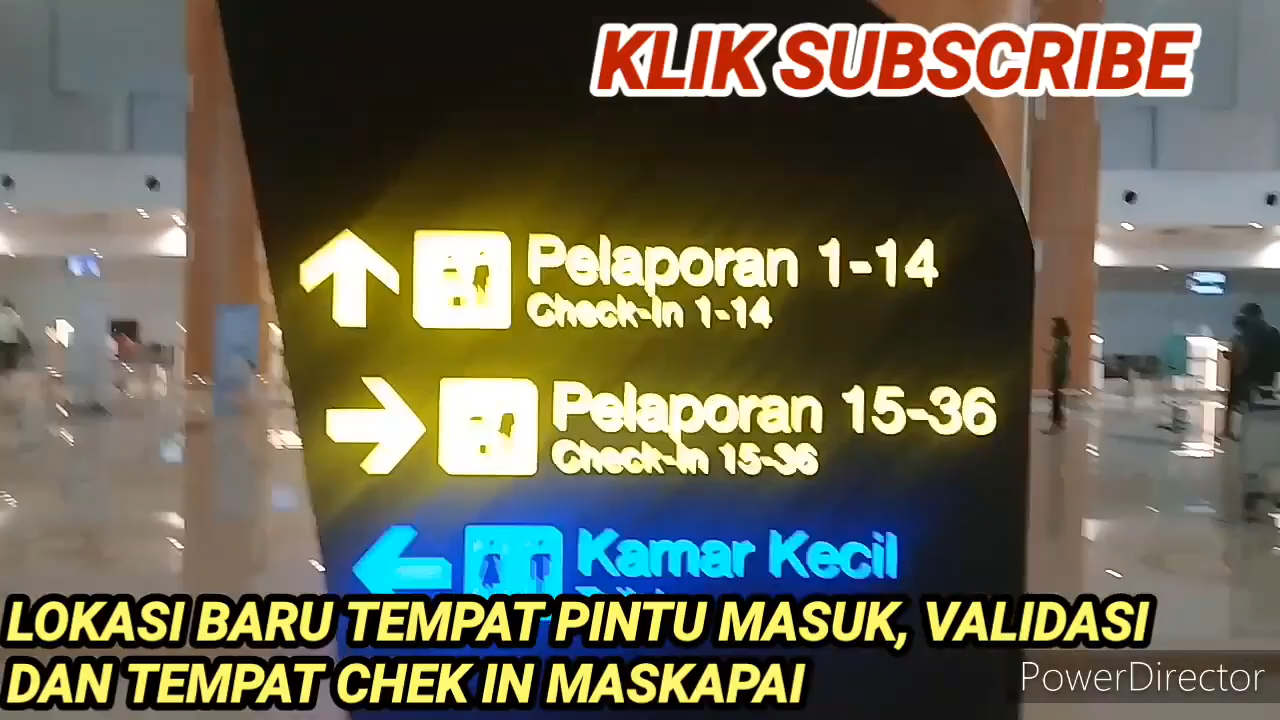 KLIK SUBSCRIBE
Pelaporan 1-14
Check-In 1-14
Pelaporan 15-36
Check-In 15-36
Kamar Kecil
LOKASI BARU TEMPAT PINTU MASUK, VALIDASI
DAN TEMPAT CHEK IN MASKAPAI
PowerDirector